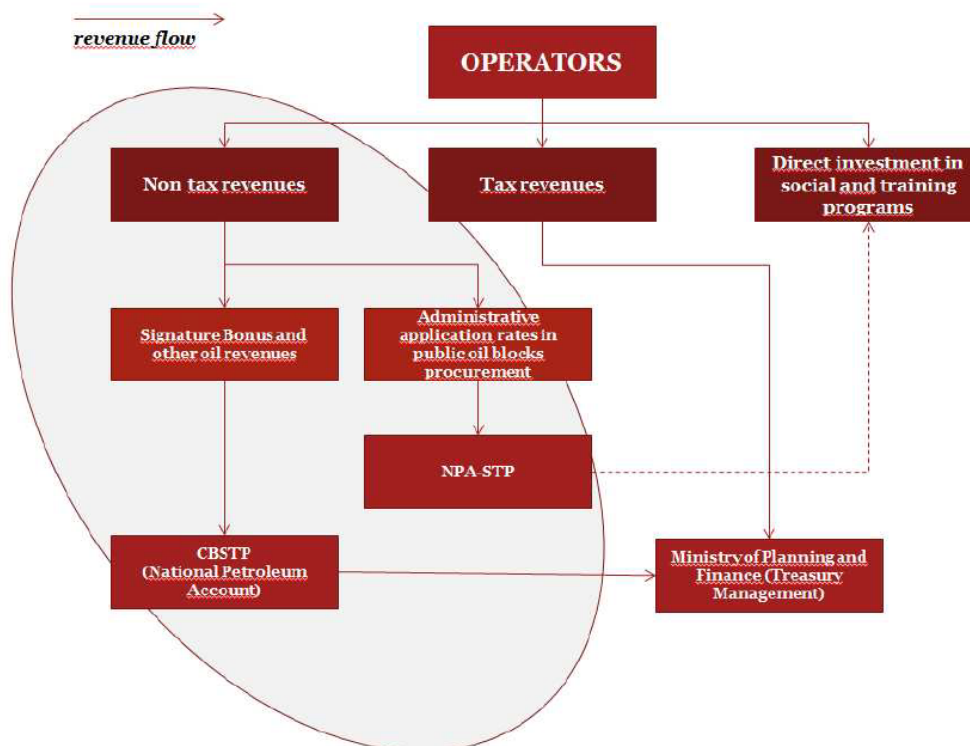 revenue flow
OPERATORS
Non tax revenues
Tax revenues
Direct investment in
social and training
programs
Signature Bonus and
other oil revenues
Administrative
application rates in
public oil blocks
procurement
NPA-STP
CBSTP
(National Petroleum
Account)
Ministry of Planning and
Finance (Treasury
Management)